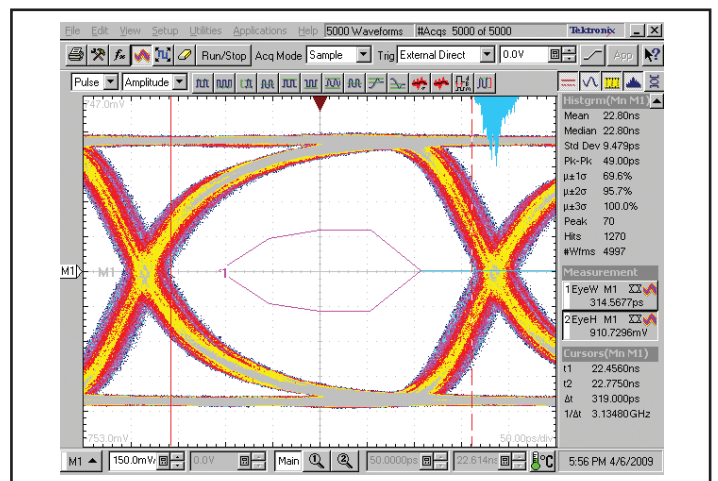 File Edit View Setup Utilities Applications Help 5000 Waveforms #Acqs 5000 of 5000 Tektronix
Run/Stop Acq Mode Sample Trig External Direct 0.0V App
Pulse Amplitude
747.0mV
Histgrm(Mn M1)
Mean 22.80ns
Median 22.80ns
Std Dev 9.479ps
Pk-Pk 49.00ps
µ±1σ 69.6%
µ±2σ 95.7%
µ±3σ 100.0%
Peak 70
Hits 1270
#Wfms 4997
M1 M1 1
Measurement
1EyeW M1
314.5677ps
2EyeH M1
910.7296mV
Cursors(Mn M1)
t1 22.4560ns
t2 22.7750ns
Δt 319.000ps
1/Δt 3.13480GHz
-753.0mV 50.00ps/div
M1 150.0mV/ 0.0V Main 50.0000ps 22.614ns °C 5:56 PM 4/6/2009